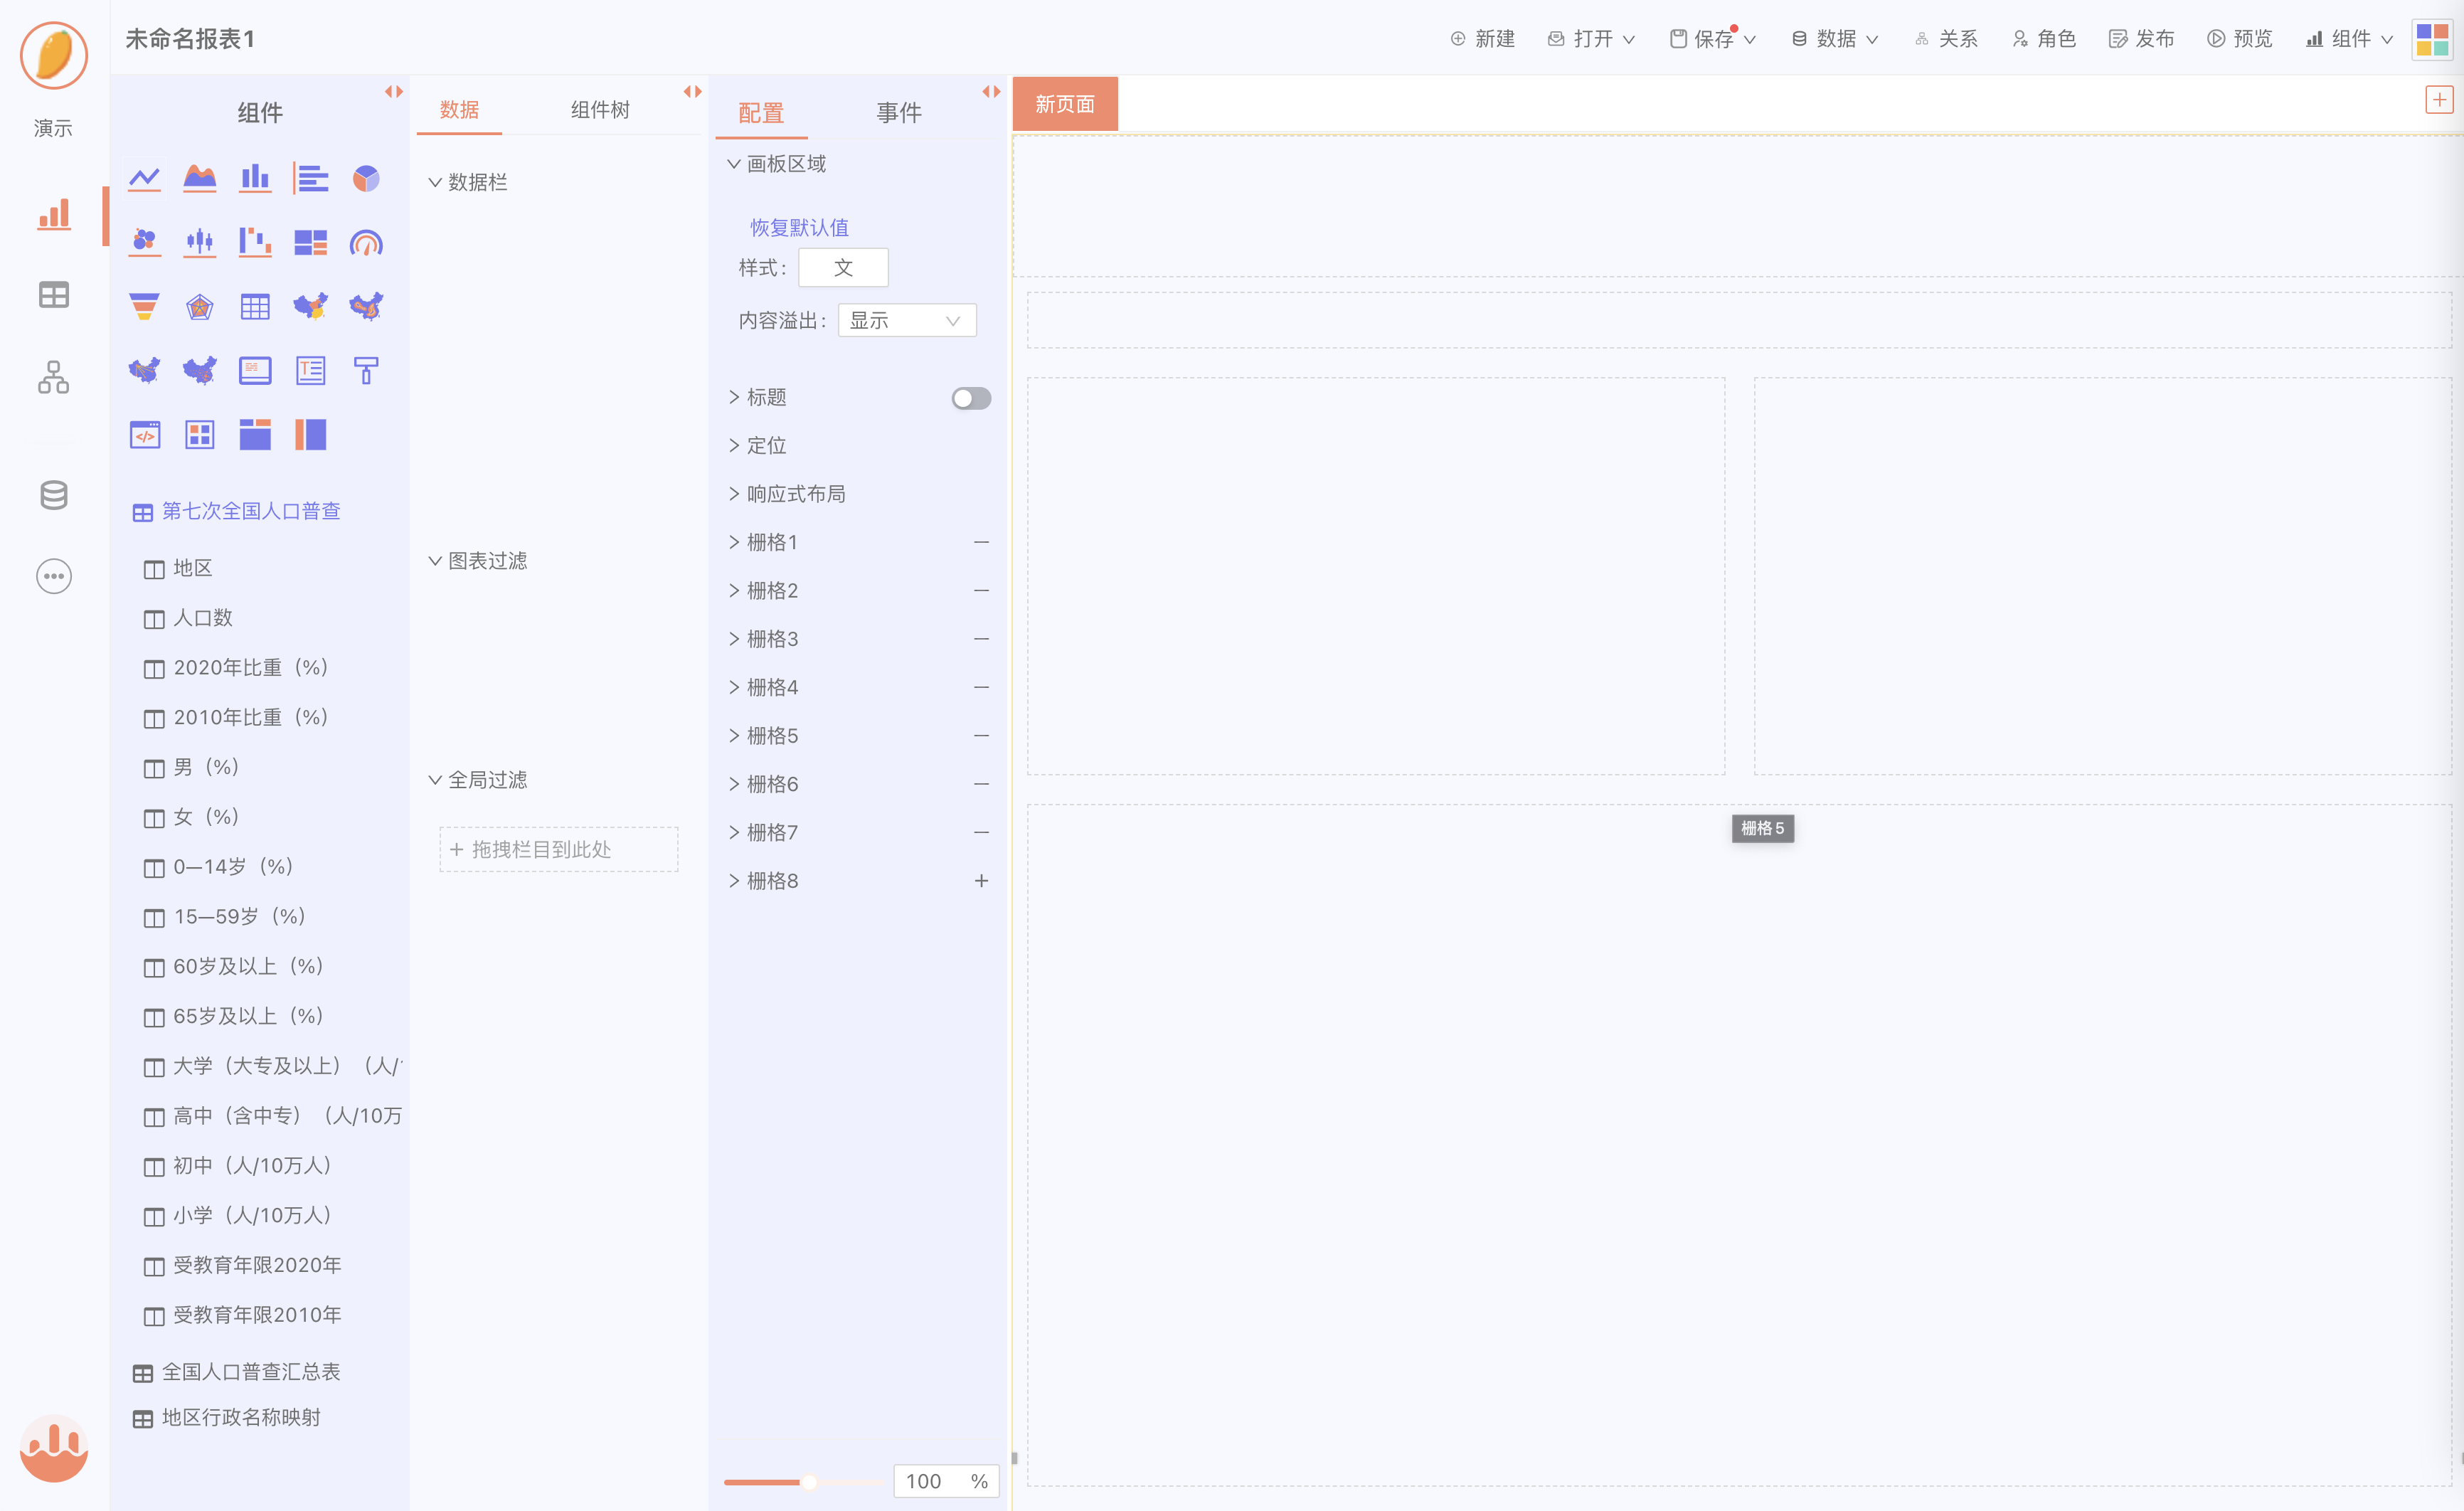 未命名报表1
新建
打开
保存
数据
关系
角色
发布
预览
组件
演示
组件
第七次全国人口普查
地区
人口数
2020年比重（%）
2010年比重（%）
男（%）
女（%）
0—14岁（%）
15—59岁（%）
60岁及以上（%）
65岁及以上（%）
大学（大专及以上）（人/
高中（含中专）（人/10万
初中（人/10万人）
小学（人/10万人）
受教育年限2020年
受教育年限2010年
全国人口普查汇总表
地区行政名称映射
数据
组件树
数据栏
图表过滤
全局过滤
+ 拖拽栏目到此处
配置
事件
画板区域
恢复默认值
样式： 文
内容溢出： 显示
标题
定位
响应式布局
栅格1
栅格2
栅格3
栅格4
栅格5
栅格6
栅格7
栅格8
100 %
新页面
栅格 5